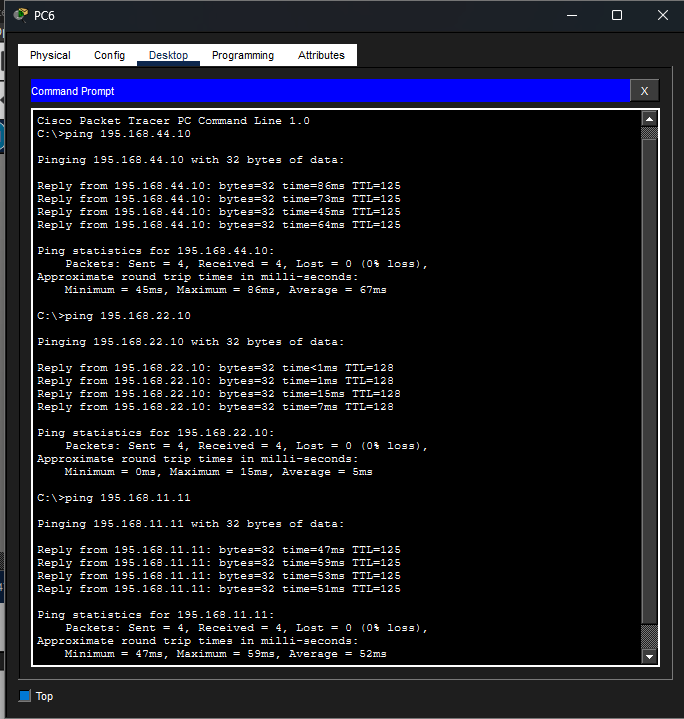 PC6
Physical Config Desktop Programming Attributes
Command Prompt X
Cisco Packet Tracer PC Command Line 1.0
C:\>ping 195.168.44.10
Pinging 195.168.44.10 with 32 bytes of data:
Reply from 195.168.44.10: bytes=32 time=86ms TTL=125
Reply from 195.168.44.10: bytes=32 time=73ms TTL=125
Reply from 195.168.44.10: bytes=32 time=45ms TTL=125
Reply from 195.168.44.10: bytes=32 time=64ms TTL=125
Ping statistics for 195.168.44.10:
Packets: Sent = 4, Received = 4, Lost = 0 (0% loss),
Approximate round trip times in milli-seconds:
Minimum = 45ms, Maximum = 86ms, Average = 67ms
C:\>ping 195.168.22.10
Pinging 195.168.22.10 with 32 bytes of data:
Reply from 195.168.22.10: bytes=32 time<1ms TTL=128
Reply from 195.168.22.10: bytes=32 time=1ms TTL=128
Reply from 195.168.22.10: bytes=32 time=15ms TTL=128
Reply from 195.168.22.10: bytes=32 time=7ms TTL=128
Ping statistics for 195.168.22.10:
Packets: Sent = 4, Received = 4, Lost = 0 (0% loss),
Approximate round trip times in milli-seconds:
Minimum = 0ms, Maximum = 15ms, Average = 5ms
C:\>ping 195.168.11.11
Pinging 195.168.11.11 with 32 bytes of data:
Reply from 195.168.11.11: bytes=32 time=47ms TTL=125
Reply from 195.168.11.11: bytes=32 time=59ms TTL=125
Reply from 195.168.11.11: bytes=32 time=53ms TTL=125
Reply from 195.168.11.11: bytes=32 time=51ms TTL=125
Ping statistics for 195.168.11.11:
Packets: Sent = 4, Received = 4, Lost = 0 (0% loss),
Approximate round trip times in milli-seconds:
Minimum = 47ms, Maximum = 59ms, Average = 52ms
Top